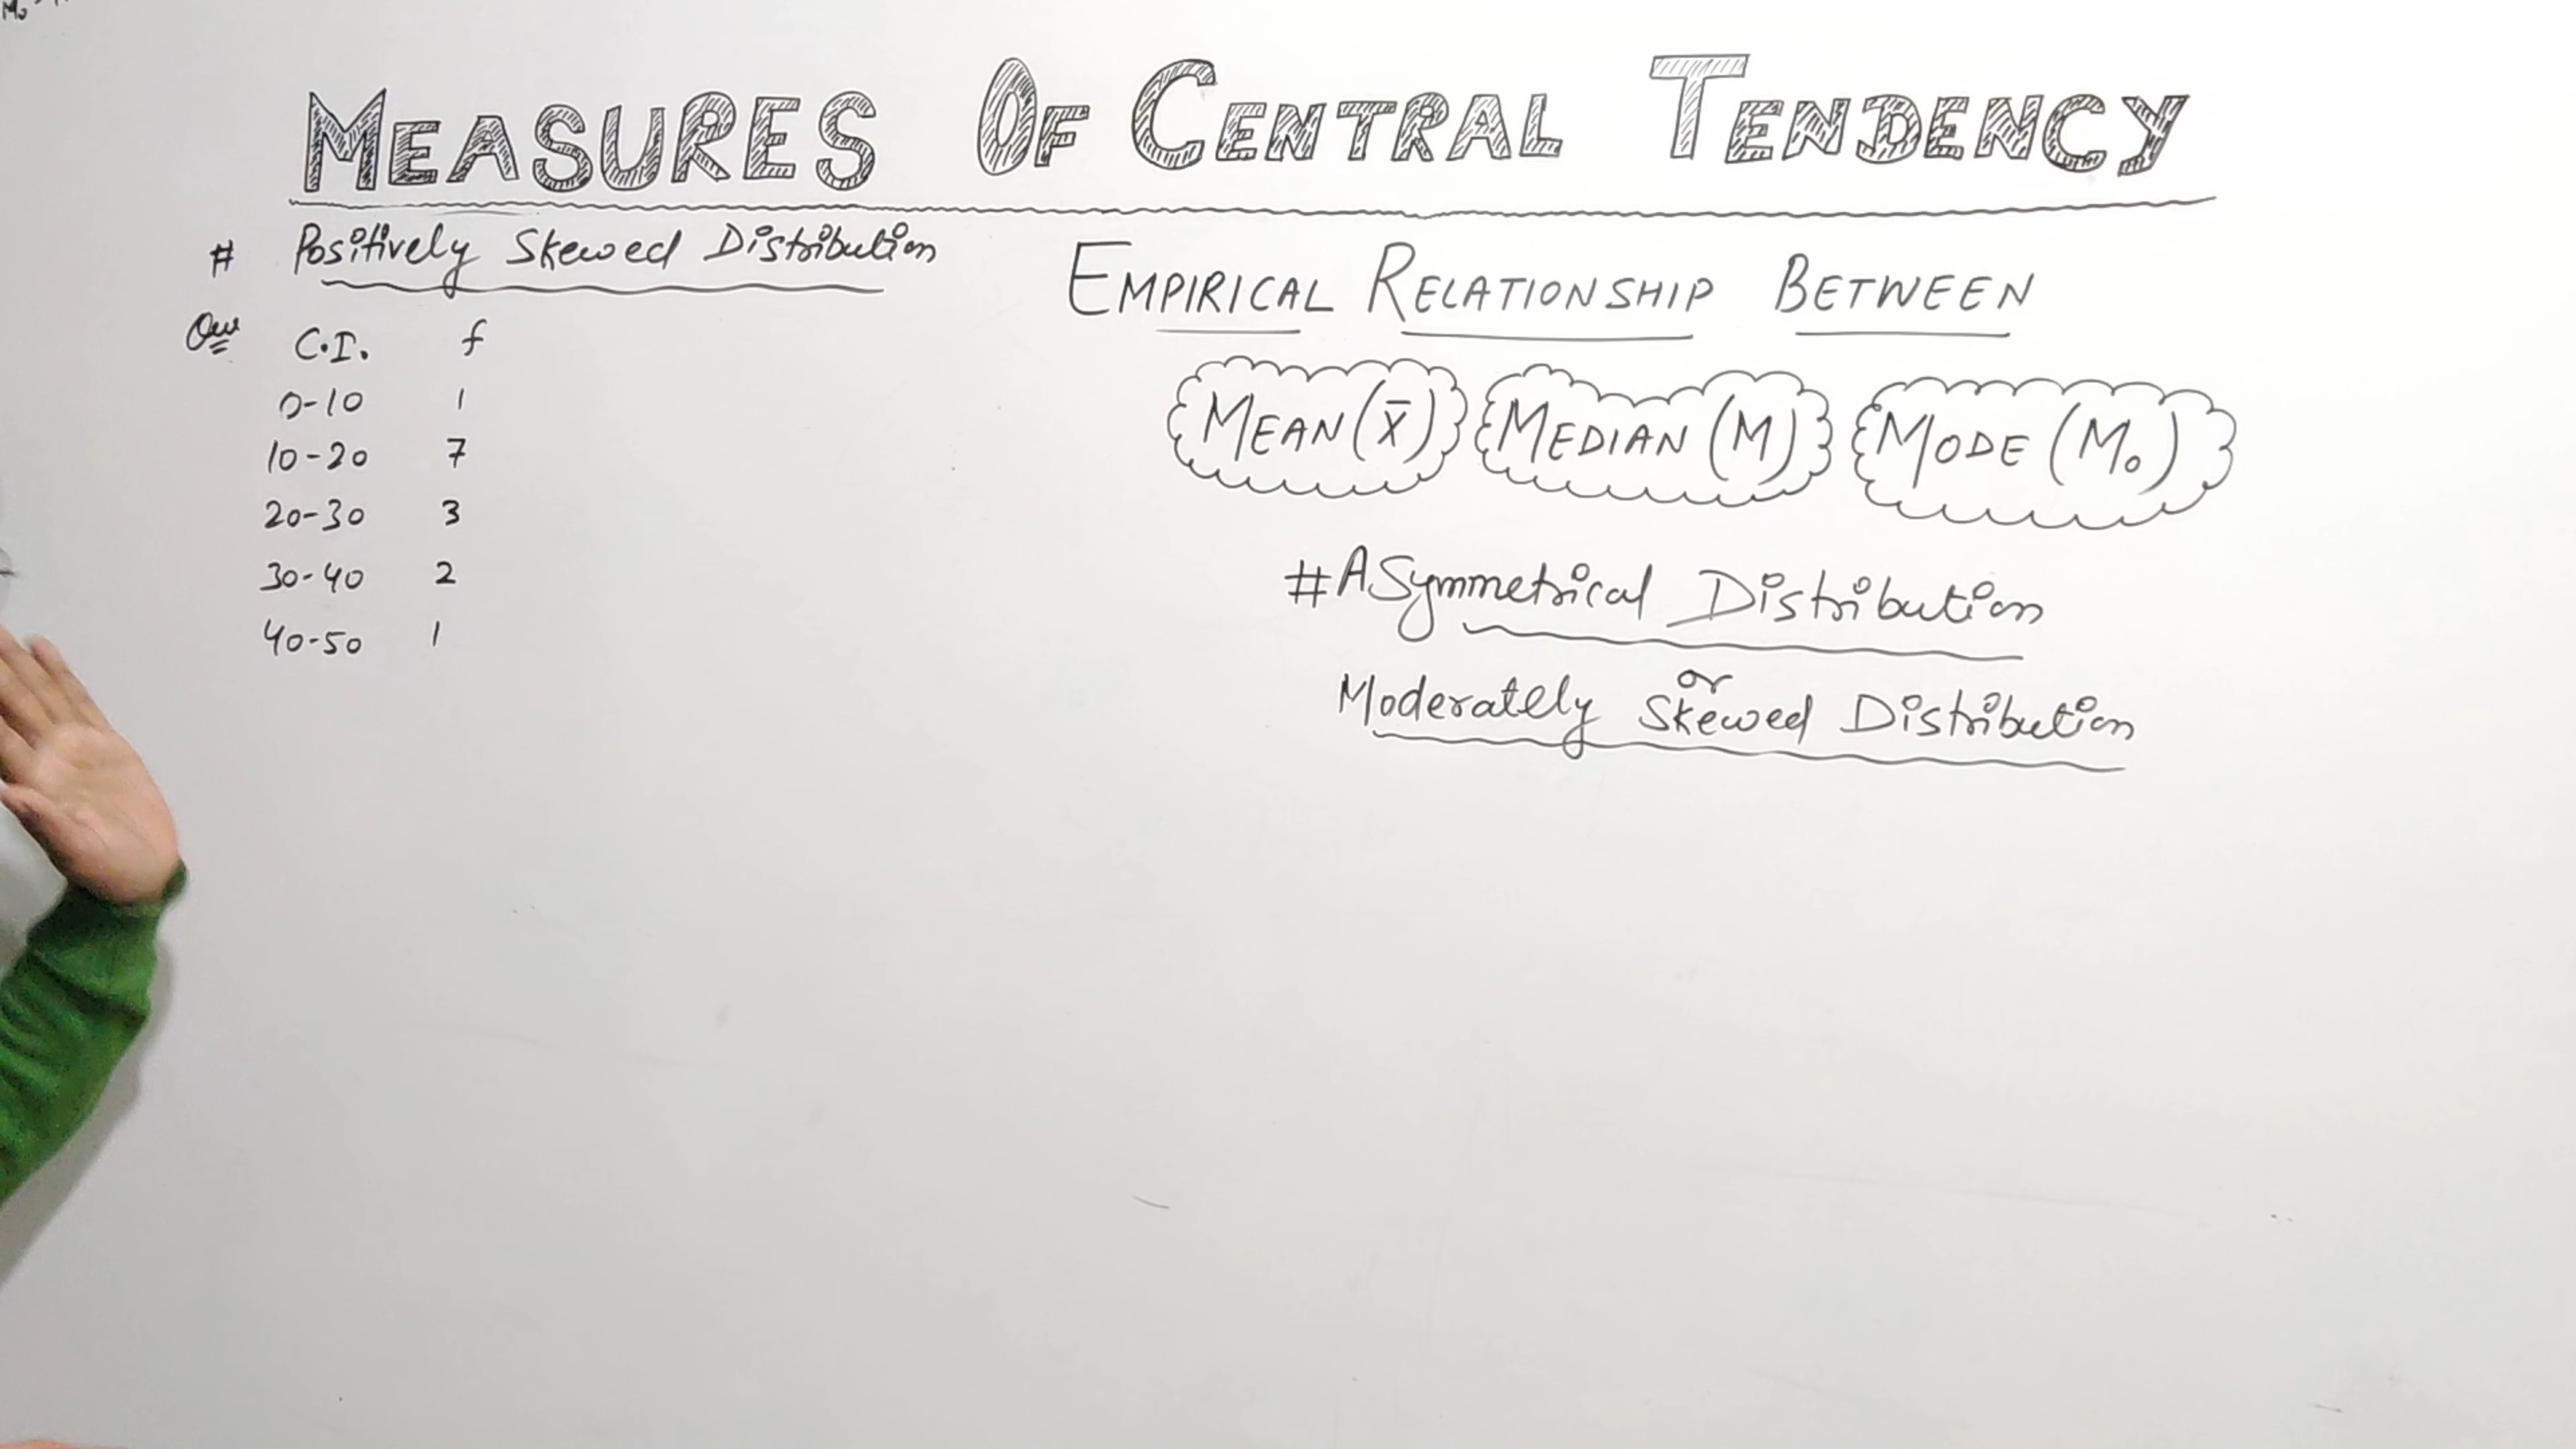 MEASURES OF CENTRAL TENDENCY
# Positively Skewed Distribution
Que C.I. f
0-10 1
10-20 7
20-30 3
30-40 2
40-50 1
EMPIRICAL RELATIONSHIP BETWEEN
MEAN (X̄) MEDIAN (M) MODE (M₀)
# ASymmetrical Distribution
or
Moderately Skewed Distribution